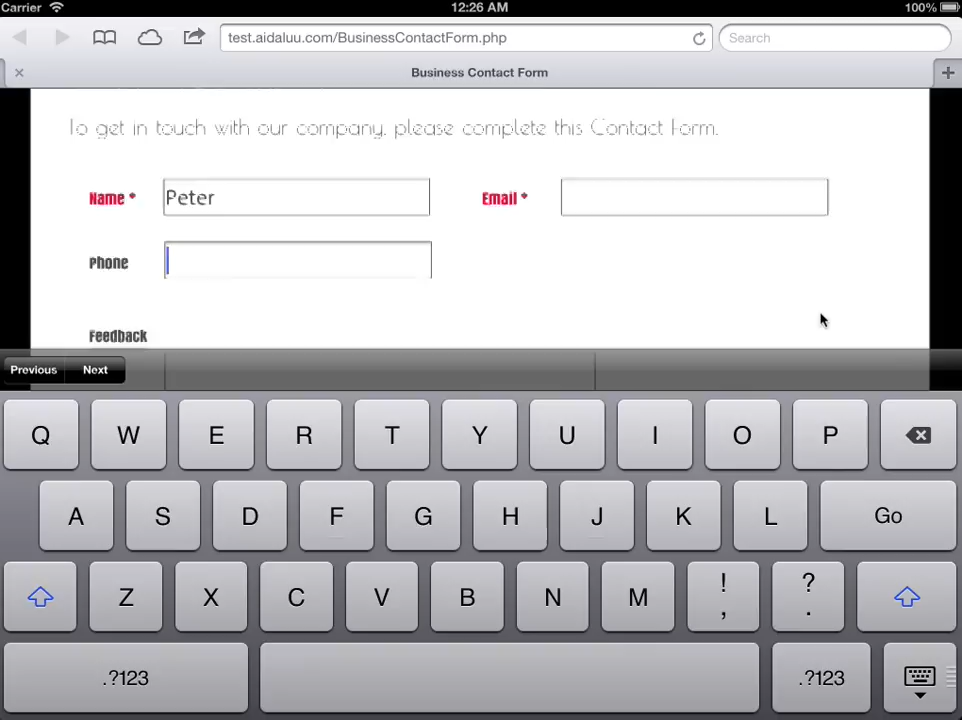 Carrier 12:26 AM 100%
test.aidaluu.com/BusinessContactForm.php Search
Business Contact Form
To get in touch with our company, please complete this Contact Form.
Name * Peter Email *
Phone
Feedback
Previous Next
Q W E R T Y U I O P
A S D F G H J K L Go
Z X C V B N M ! , ? .
.?123 .?123